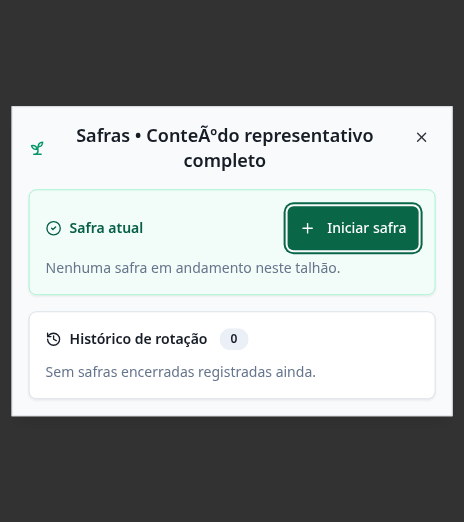 Safras • ConteÃºdo representativo
completo
Safra atual
Iniciar safra
Nenhuma safra em andamento neste talhão.
Histórico de rotação 0
Sem safras encerradas registradas ainda.